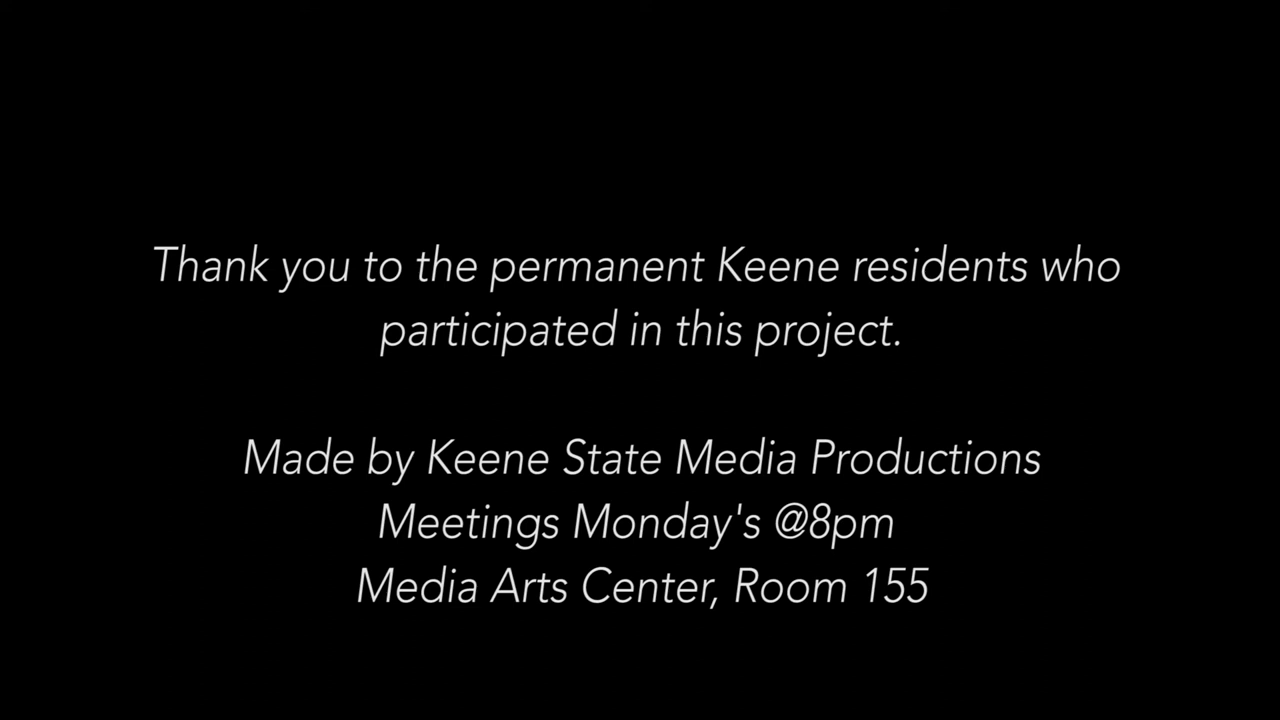 Thank you to the permanent Keene residents who
participated in this project.
Made by Keene State Media Productions
Meetings Monday's @8pm
Media Arts Center, Room 155